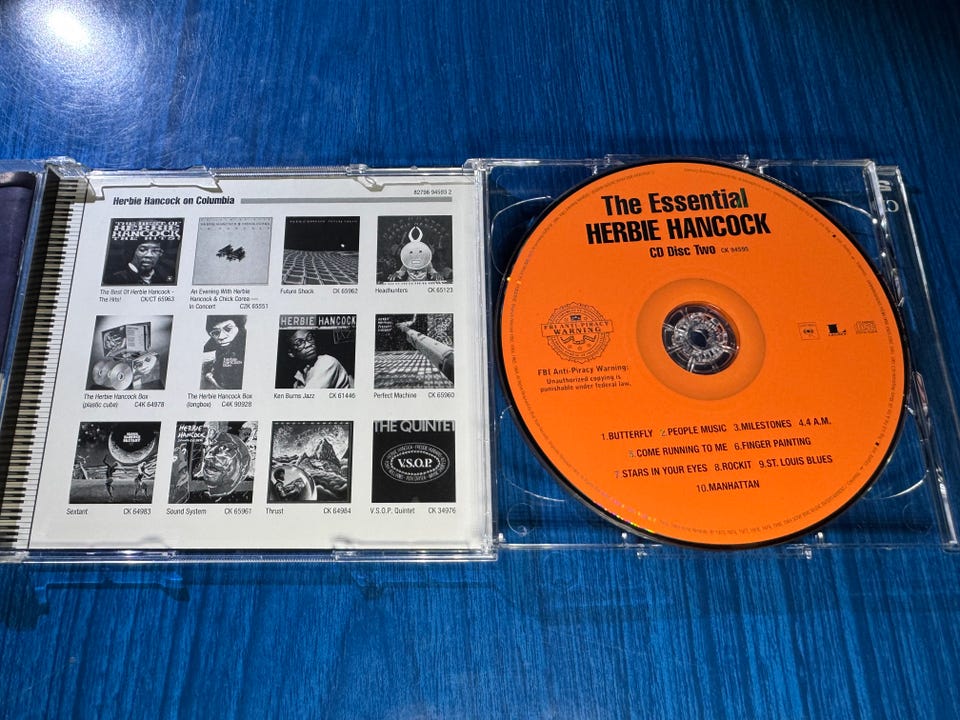 Herbie Hancock on Columbia
82796 94593 2
The Best Of Herbie Hancock -
The Hits! CK/CT 65963
An Evening With Herbie
Hancock & Chick Corea —
In Concert C2K 65551
Future Shock CK 65962
Headhunters CK 65123
HERBIE HANCOCK
The Herbie Hancock Box
(plastic cube) C4K 64978
The Herbie Hancock Box
(longbox) C4K 90928
Ken Burns Jazz CK 61446
Perfect Machine CK 65960
THE QUINTET
V.S.O.P.
Sextant CK 64983
Sound System CK 65961
Thrust CK 64984
V.S.O.P. Quintet CK 34976
The Essential
HERBIE HANCOCK
CD Disc Two CK 94595
FBI ANTI-PIRACY
WARNING
FBI Anti-Piracy Warning:
Unauthorized copying is
punishable under federal law.
1.BUTTERFLY 2.PEOPLE MUSIC 3.MILESTONES 4.4 A.M.
5.COME RUNNING TO ME 6.FINGER PAINTING
7.STARS IN YOUR EYES 8.ROCKIT 9.ST. LOUIS BLUES
10.MANHATTAN